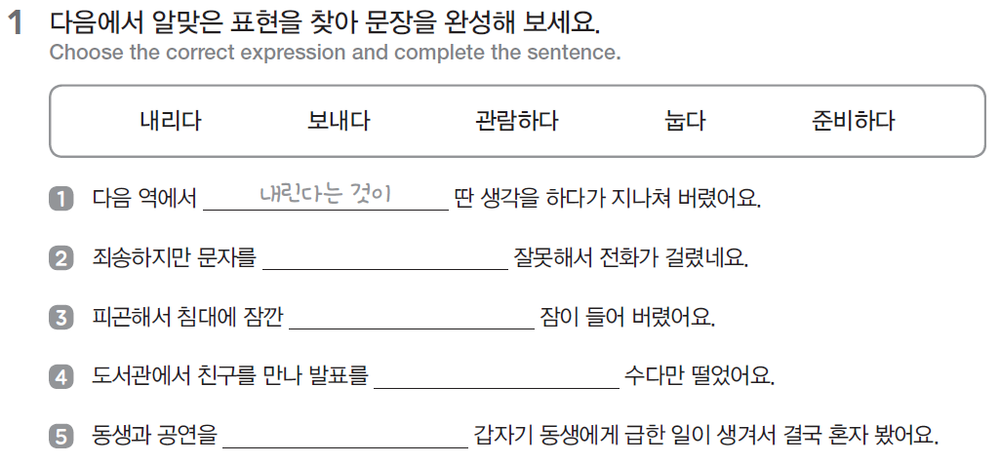 1 다음에서 알맞은 표현을 찾아 문장을 완성해 보세요.
Choose the correct expression and complete the sentence.
내리다 보내다 관람하다 눕다 준비하다
1 다음 역에서 내린다는 것이 딴 생각을 하다가 지나쳐 버렸어요.
2 죄송하지만 문자를 잘못해서 전화가 걸렸네요.
3 피곤해서 침대에 잠깐 잠이 들어 버렸어요.
4 도서관에서 친구를 만나 발표를 수다만 떨었어요.
5 동생과 공연을 갑자기 동생에게 급한 일이 생겨서 결국 혼자 봤어요.